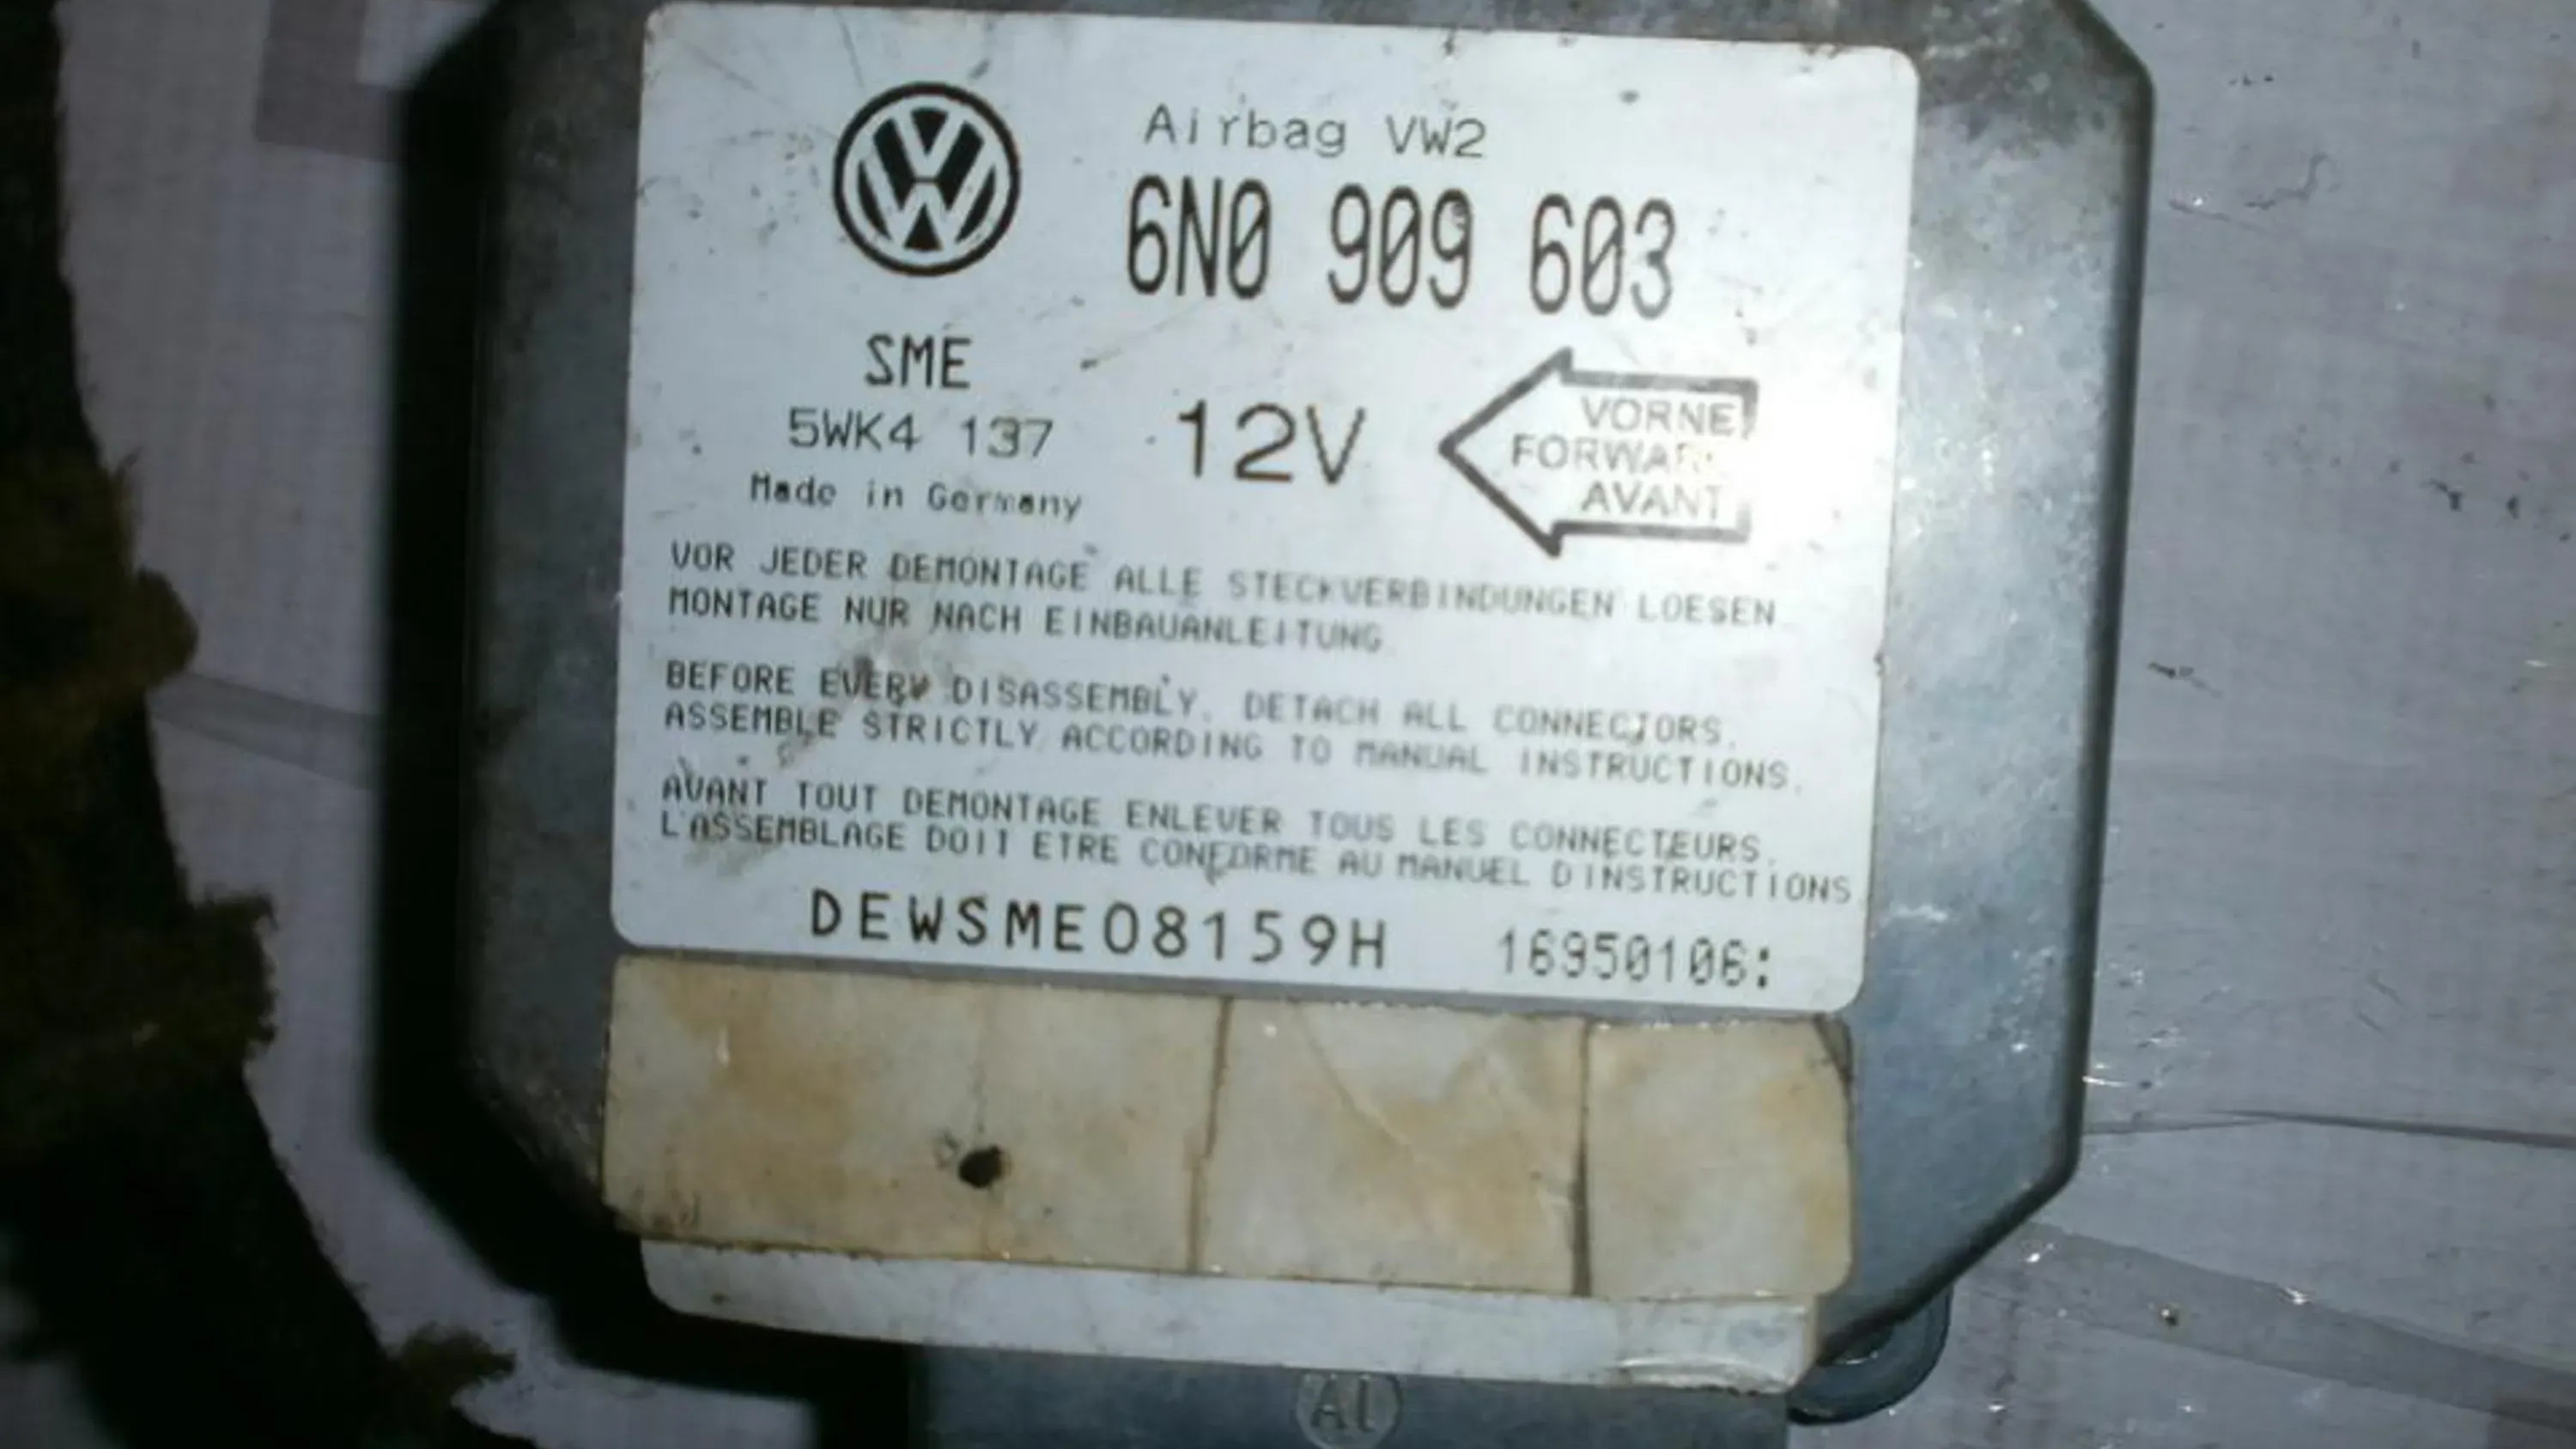 Airbag VW2
6N0 909 603
SME
5WK4 137
Made in Germany
12V
VORNE
FORWAR
AVANT
VOR JEDER DEMONTAGE ALLE STECKVERBINDUNGEN LOESEN
MONTAGE NUR NACH EINBAUANLEITUNG
BEFORE EVERY DISASSEMBLY, DETACH ALL CONNECTORS.
ASSEMBLE STRICTLY ACCORDING TO MANUAL INSTRUCTIONS.
AVANT TOUT DEMONTAGE ENLEVER TOUS LES CONNECTEURS.
L'ASSEMBLAGE DOIT ETRE CONFORME AU MANUEL D'INSTRUCTIONS
DEWSME08159H 16950106:
Al